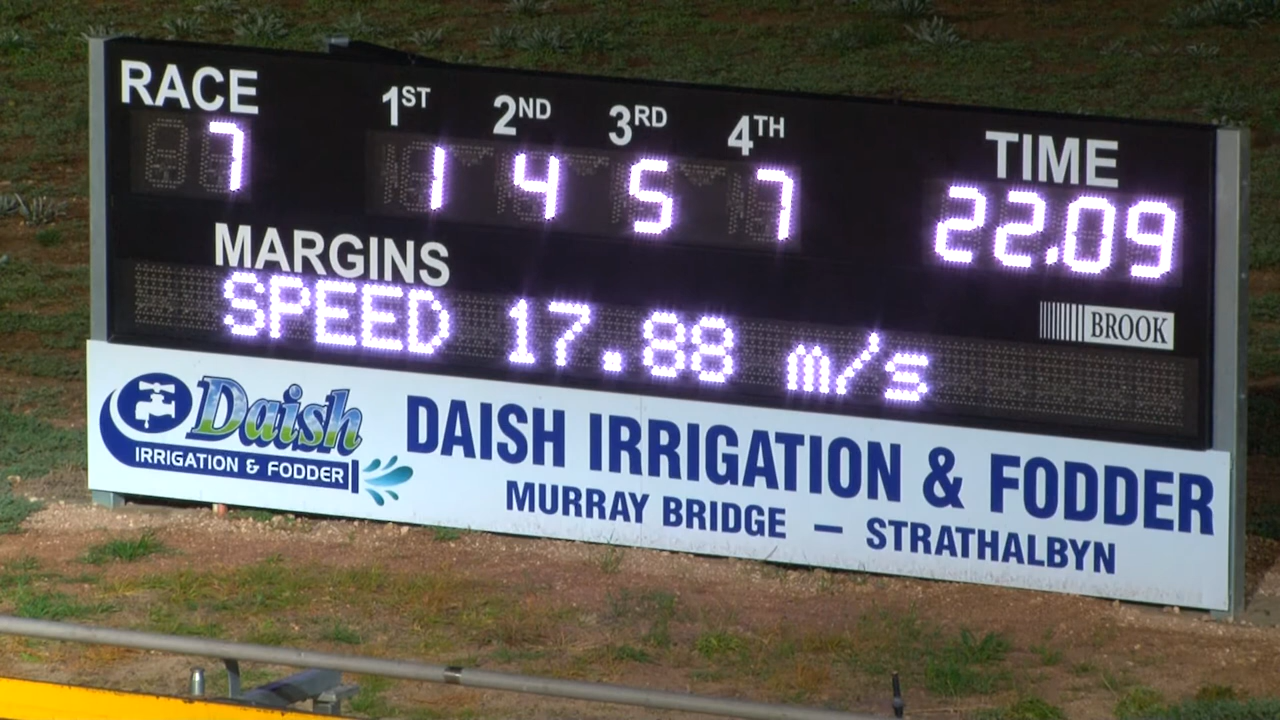 RACE 1ST 2ND 3RD 4TH TIME
7 1 4 5 7 22.09
MARGINS
SPEED 17.88 m/s
BROOK
Daish
IRRIGATION & FODDER
DAISH IRRIGATION & FODDER
MURRAY BRIDGE – STRATHALBYN